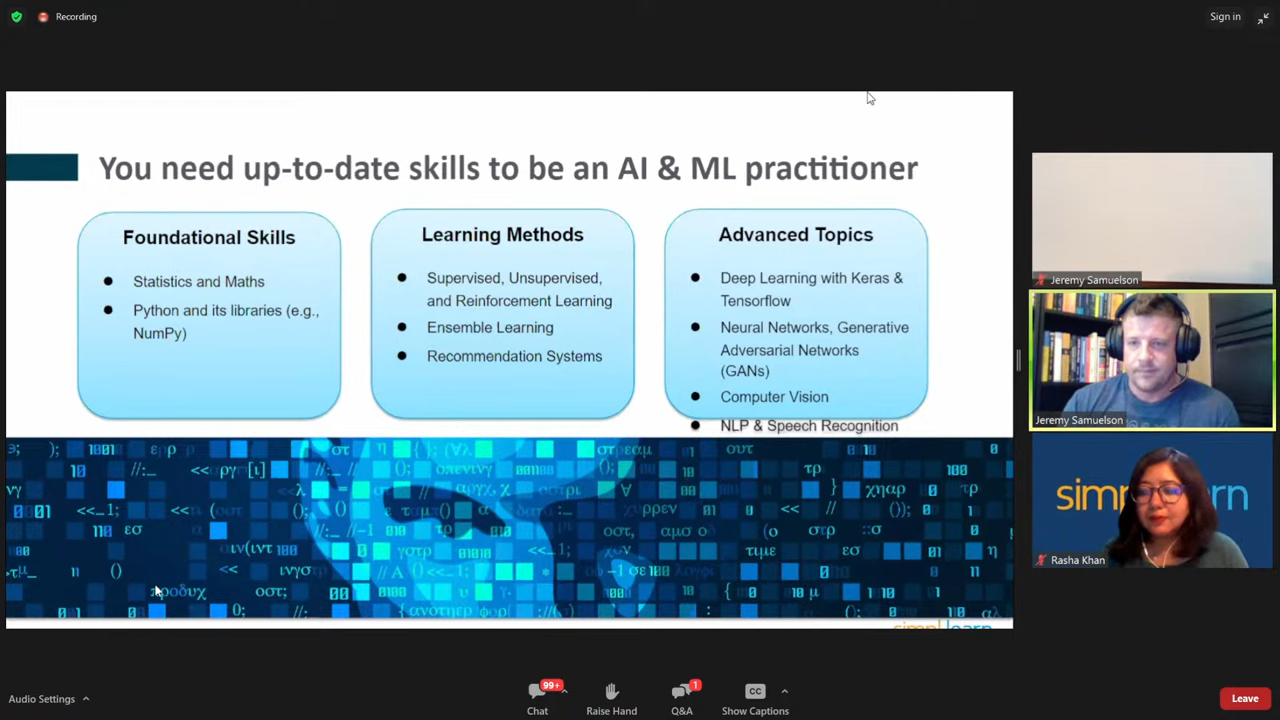 Recording
Sign in
You need up-to-date skills to be an AI & ML practitioner
Foundational Skills
● Statistics and Maths
● Python and its libraries (e.g.,
NumPy)
Learning Methods
● Supervised, Unsupervised,
and Reinforcement Learning
● Ensemble Learning
● Recommendation Systems
Advanced Topics
● Deep Learning with Keras &
Tensorflow
● Neural Networks, Generative
Adversarial Networks
(GANs)
● Computer Vision
● NLP & Speech Recognition
simplilearn
Jeremy Samuelson
Jeremy Samuelson
Rasha Khan
Audio Settings
99+
Chat
Raise Hand
1
Q&A
CC
Show Captions
Leave